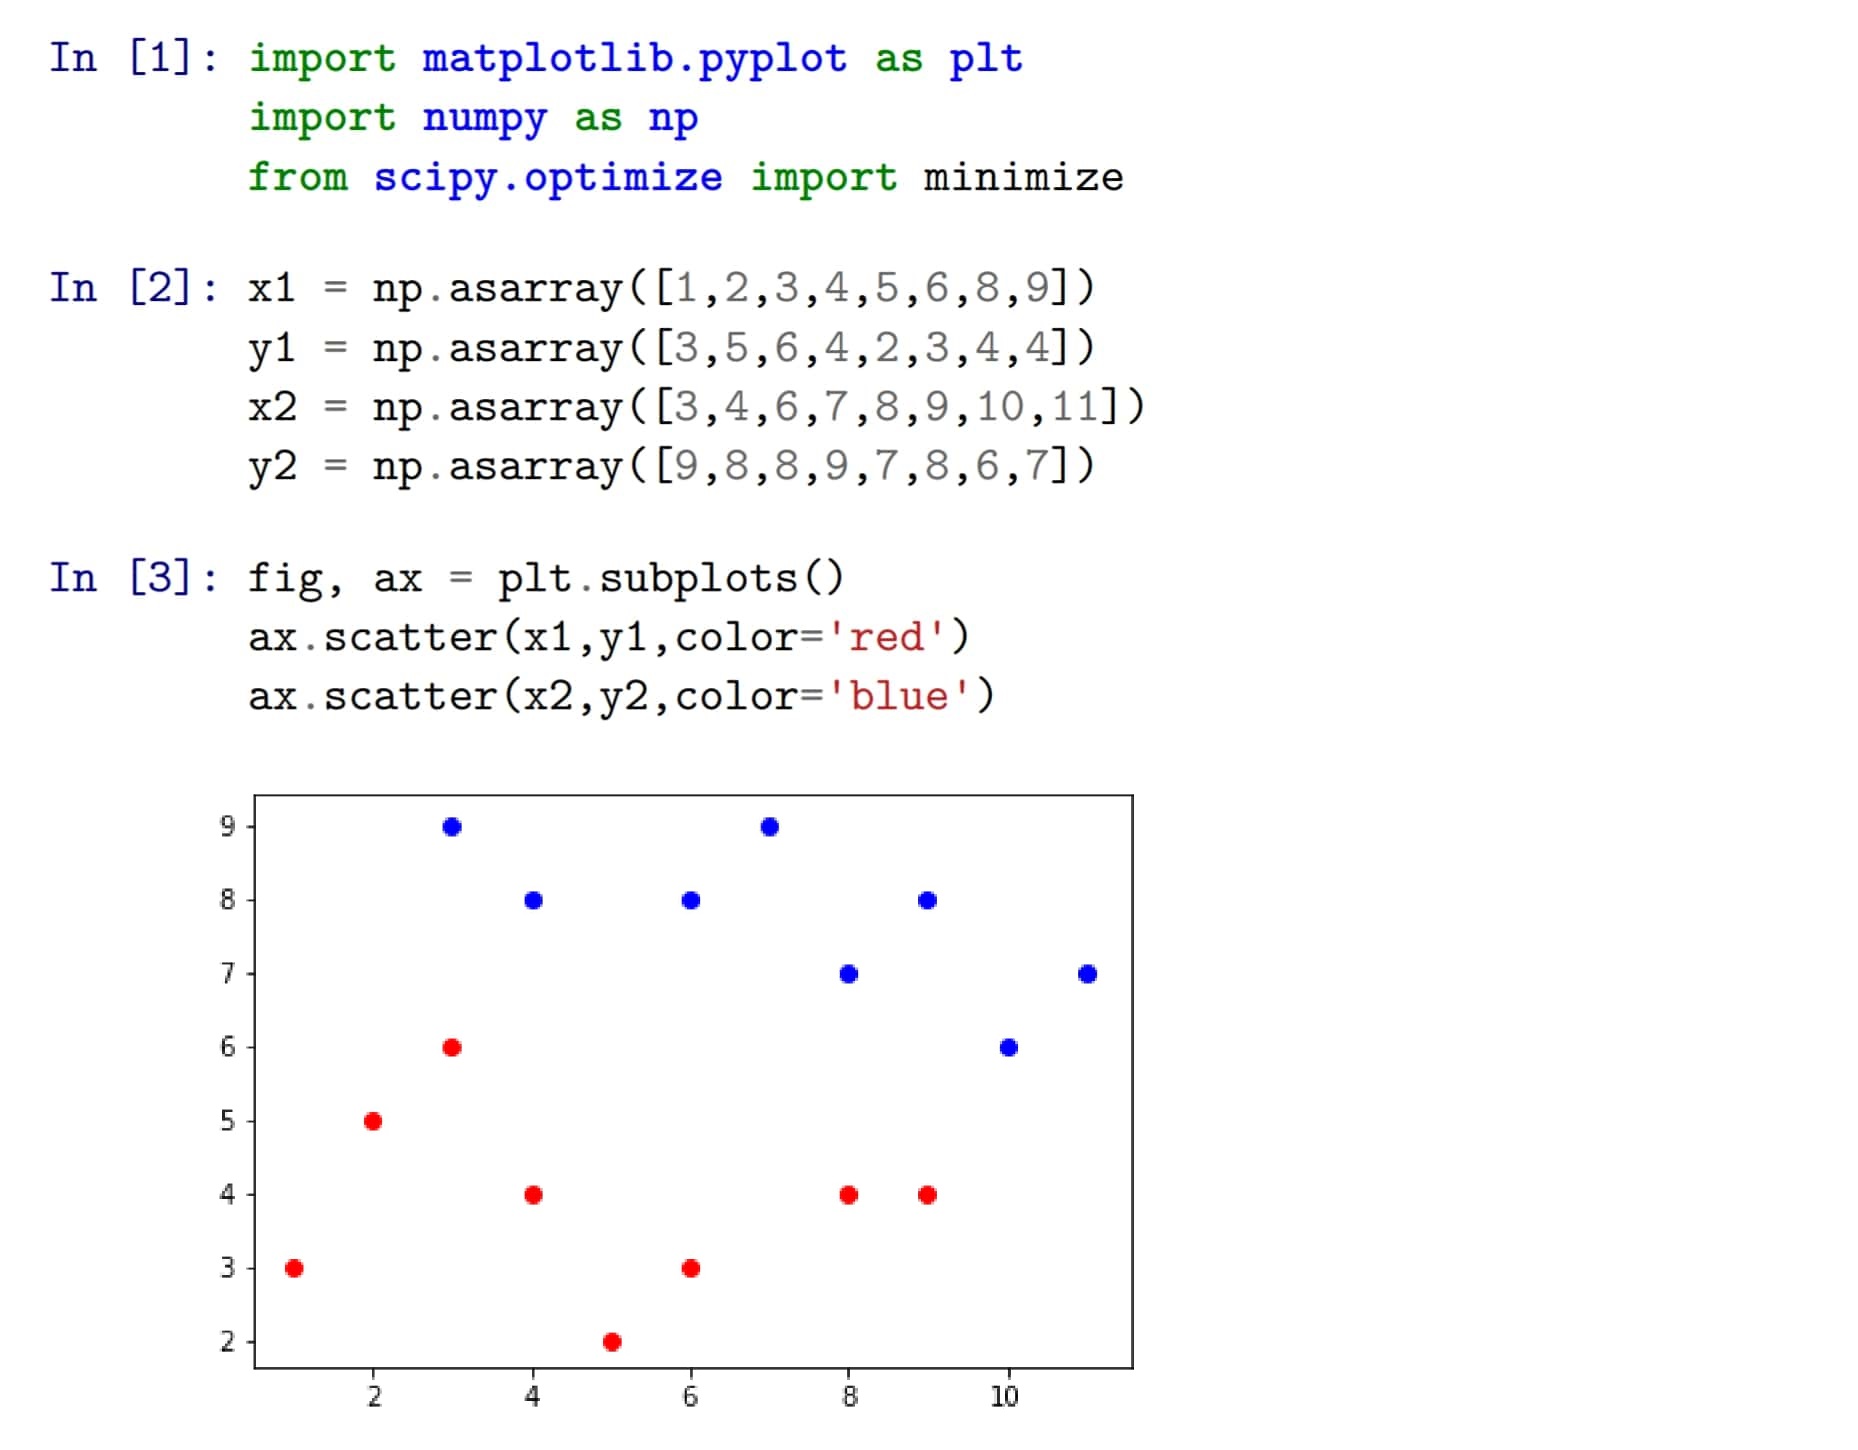 In [1]: import matplotlib.pyplot as plt
import numpy as np
from scipy.optimize import minimize
In [2]: x1 = np.asarray([1,2,3,4,5,6,8,9])
y1 = np.asarray([3,5,6,4,2,3,4,4])
x2 = np.asarray([3,4,6,7,8,9,10,11])
y2 = np.asarray([9,8,8,9,7,8,6,7])
In [3]: fig, ax = plt.subplots()
ax.scatter(x1,y1,color='red')
ax.scatter(x2,y2,color='blue')
9
8
7
6
5
4
3
2
2 4 6 8 10